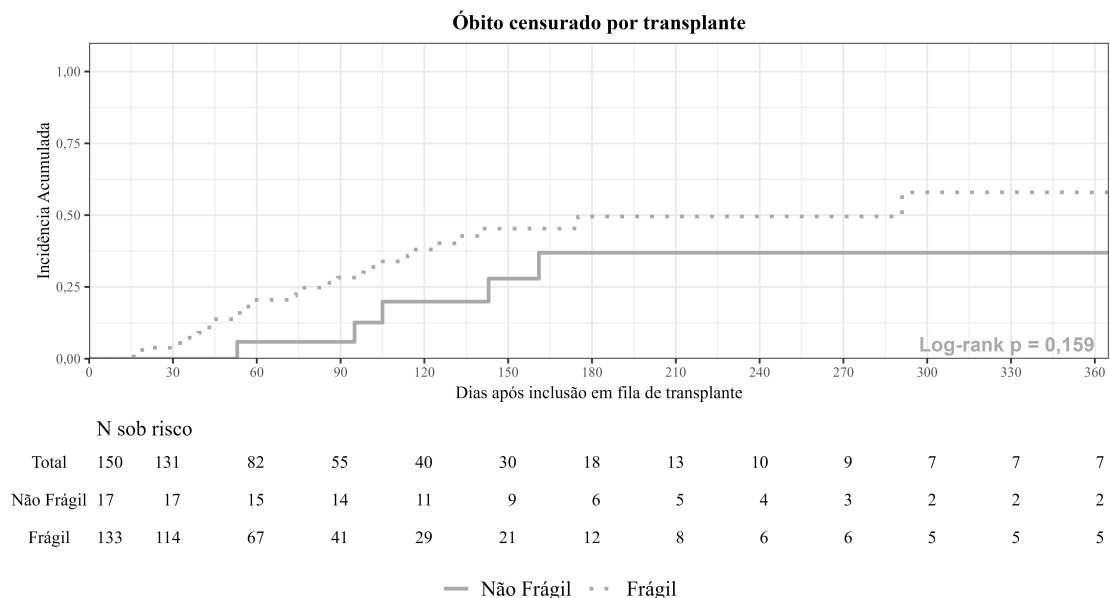 Óbito censurado por transplante
Incidência Acumulada
1,00
0,75
0,50
0,25
0,00
Log-rank p = 0,159
0 30 60 90 120 150 180 210 240 270 300 330 360
Dias após inclusão em fila de transplante
N sob risco
Total 150 131 82 55 40 30 18 13 10 9 7 7 7
Não Frágil 17 17 15 14 11 9 6 5 4 3 2 2 2
Frágil 133 114 67 41 29 21 12 8 6 6 5 5 5
Não Frágil Frágil